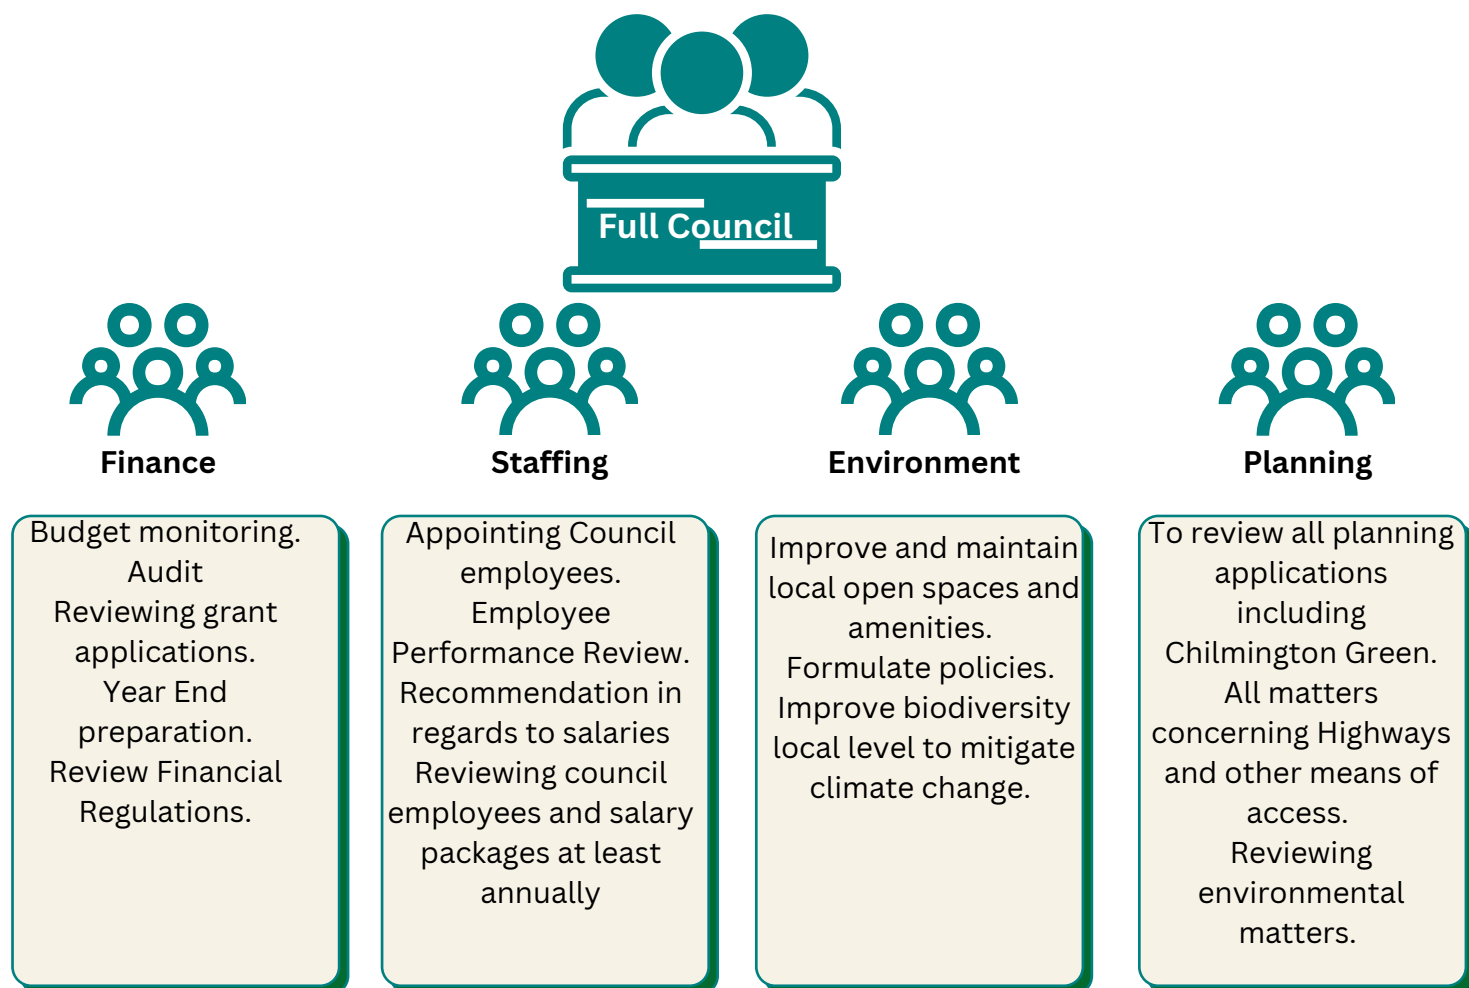 Full Council
Finance
Staffing
Environment
Planning
Budget monitoring.
Audit
Reviewing grant
applications.
Year End
preparation.
Review Financial
Regulations.
Appointing Council
employees.
Employee
Performance Review.
Recommendation in
regards to salaries
Reviewing council
employees and salary
packages at least
annually
Improve and maintain
local open spaces and
amenities.
Formulate policies.
Improve biodiversity
local level to mitigate
climate change.
To review all planning
applications
including
Chilmington Green.
All matters
concerning Highways
and other means of
access.
Reviewing
environmental
matters.